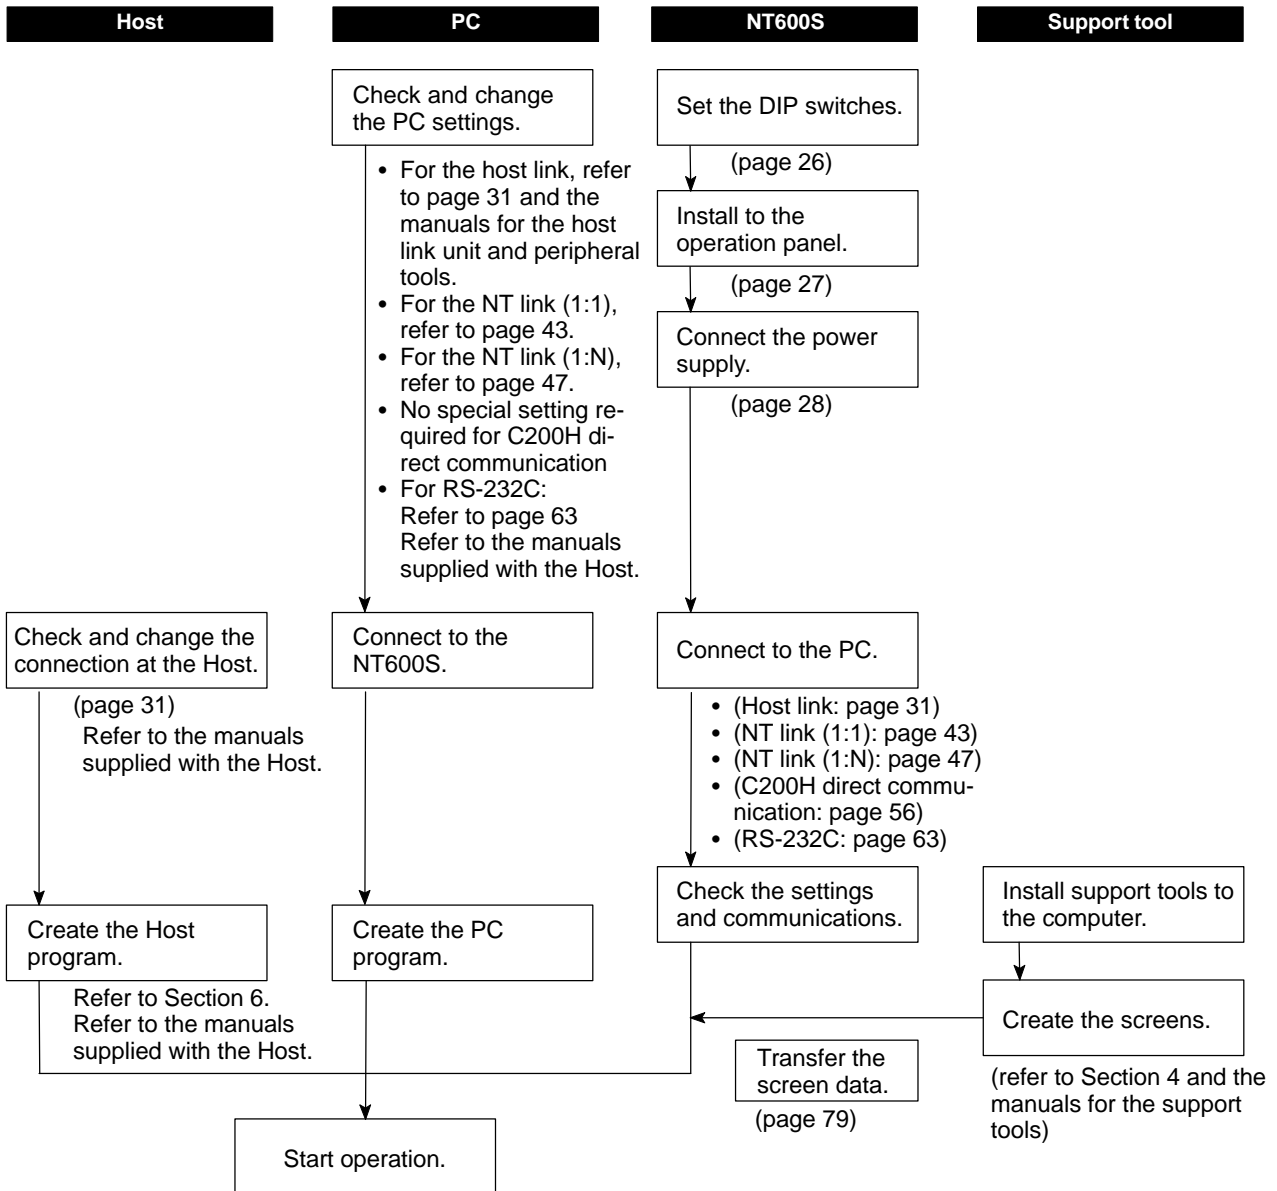 Host
PC
NT600S
Support tool
Check and change
the PC settings.
• For the host link, refer
to page 31 and the
manuals for the host
link unit and peripheral
tools.
• For the NT link (1:1),
refer to page 43.
• For the NT link (1:N),
refer to page 47.
• No special setting re-
quired for C200H di-
rect communication
• For RS-232C:
Refer to page 63
Refer to the manuals
supplied with the Host.
Set the DIP switches.
(page 26)
Install to the
operation panel.
(page 27)
Connect the power
supply.
(page 28)
Check and change the
connection at the Host.
(page 31)
Refer to the manuals
supplied with the Host.
Connect to the
NT600S.
Connect to the PC.
• (Host link: page 31)
• (NT link (1:1): page 43)
• (NT link (1:N): page 47)
• (C200H direct commu-
nication: page 56)
• (RS-232C: page 63)
Create the Host
program.
Refer to Section 6.
Refer to the manuals
supplied with the Host.
Create the PC
program.
Check the settings
and communications.
Install support tools to
the computer.
Create the screens.
(refer to Section 4 and the
manuals for the support
tools)
Transfer the
screen data.
(page 79)
Start operation.